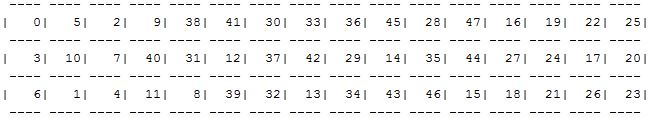 ---- ---- ---- ---- ---- ---- ---- ---- ---- ---- ---- ---- ---- ---- ---- ----
|   0|   5|   2|   9|  38|  41|  30|  33|  36|  45|  28|  47|  16|  19|  22|  25|
 ---- ---- ---- ---- ---- ---- ---- ---- ---- ---- ---- ---- ---- ---- ---- ----
|   3|  10|   7|  40|  31|  12|  37|  42|  29|  14|  35|  44|  27|  24|  17|  20|
 ---- ---- ---- ---- ---- ---- ---- ---- ---- ---- ---- ---- ---- ---- ---- ----
|   6|   1|   4|  11|   8|  39|  32|  13|  34|  43|  46|  15|  18|  21|  26|  23|
 ---- ---- ---- ---- ---- ---- ---- ---- ---- ---- ---- ---- ---- ---- ---- ----